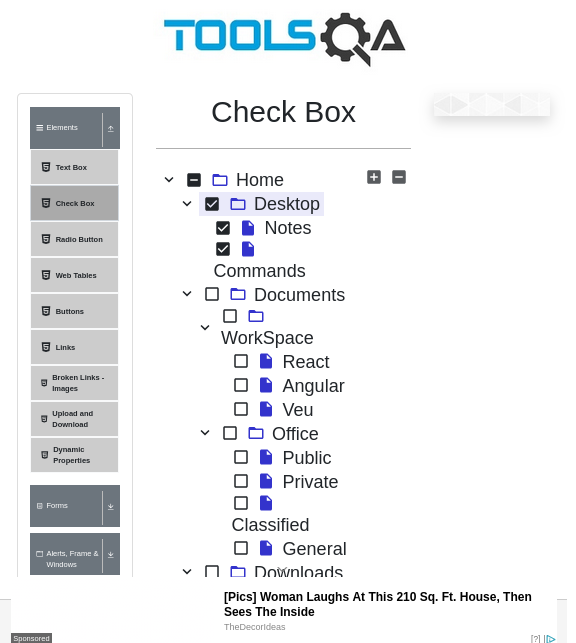 TOOLSQA
Check Box
Elements
Text Box
Check Box
Radio Button
Web Tables
Buttons
Links
Broken Links -
Images
Upload and
Download
Dynamic
Properties
Forms
Alerts, Frame &
Windows
Home
Desktop
Notes
Commands
Documents
WorkSpace
React
Angular
Veu
Office
Public
Private
Classified
General
Downloads
[Pics] Woman Laughs At This 210 Sq. Ft. House, Then
Sees The Inside
TheDecorIdeas
Sponsored
[?]